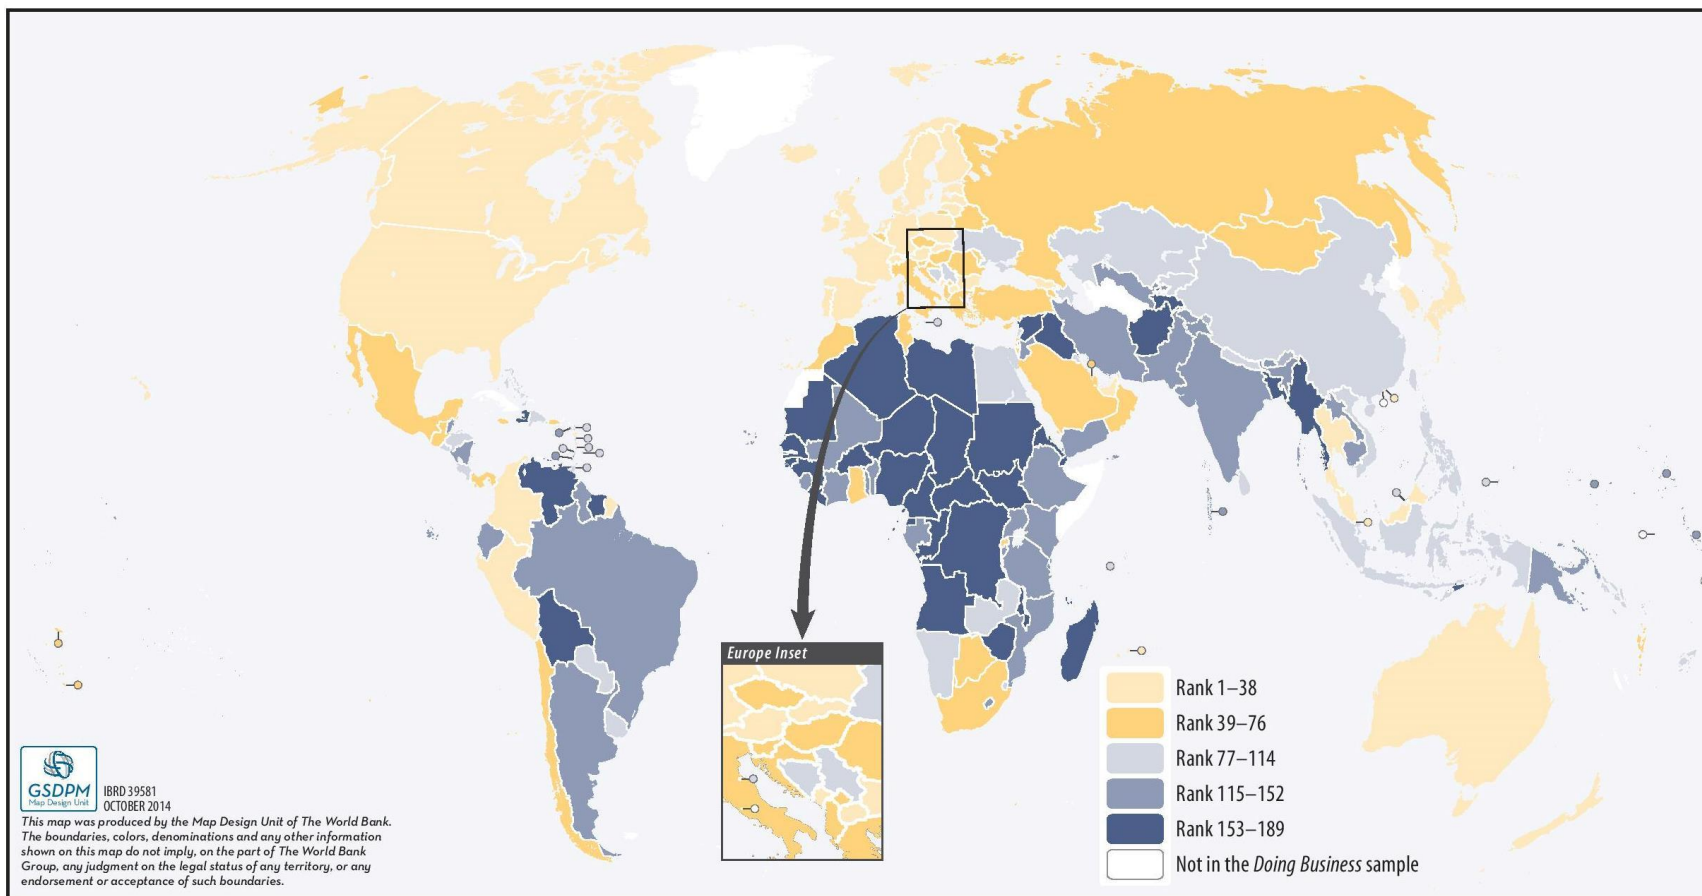 Europe Inset
Rank 1–38
Rank 39–76
Rank 77–114
Rank 115–152
Rank 153–189
Not in the Doing Business sample
GSDPM
Map Design Unit
IBRD 39581
OCTOBER 2014
This map was produced by the Map Design Unit of The World Bank.
The boundaries, colors, denominations and any other information
shown on this map do not imply, on the part of The World Bank
Group, any judgment on the legal status of any territory, or any
endorsement or acceptance of such boundaries.